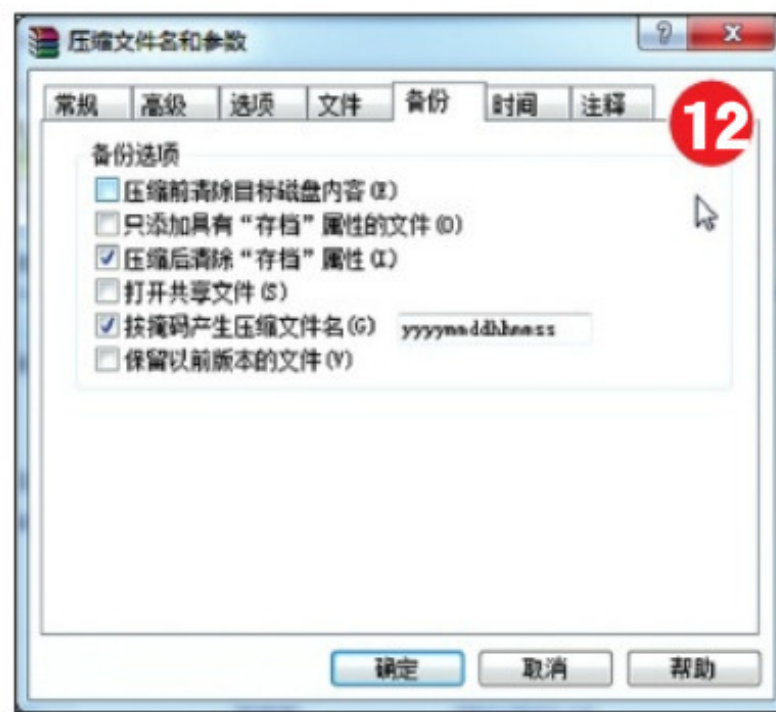 压缩文件名和参数
常规 高级 选项 文件 备份 时间 注释
12
备份选项
压缩前清除目标磁盘内容(E)
只添加具有“存档”属性的文件(O)
压缩后清除“存档”属性(I)
打开共享文件(S)
按掩码产生压缩文件名(G) yyyymmddhhmmss
保留以前版本的文件(V)
确定 取消 帮助